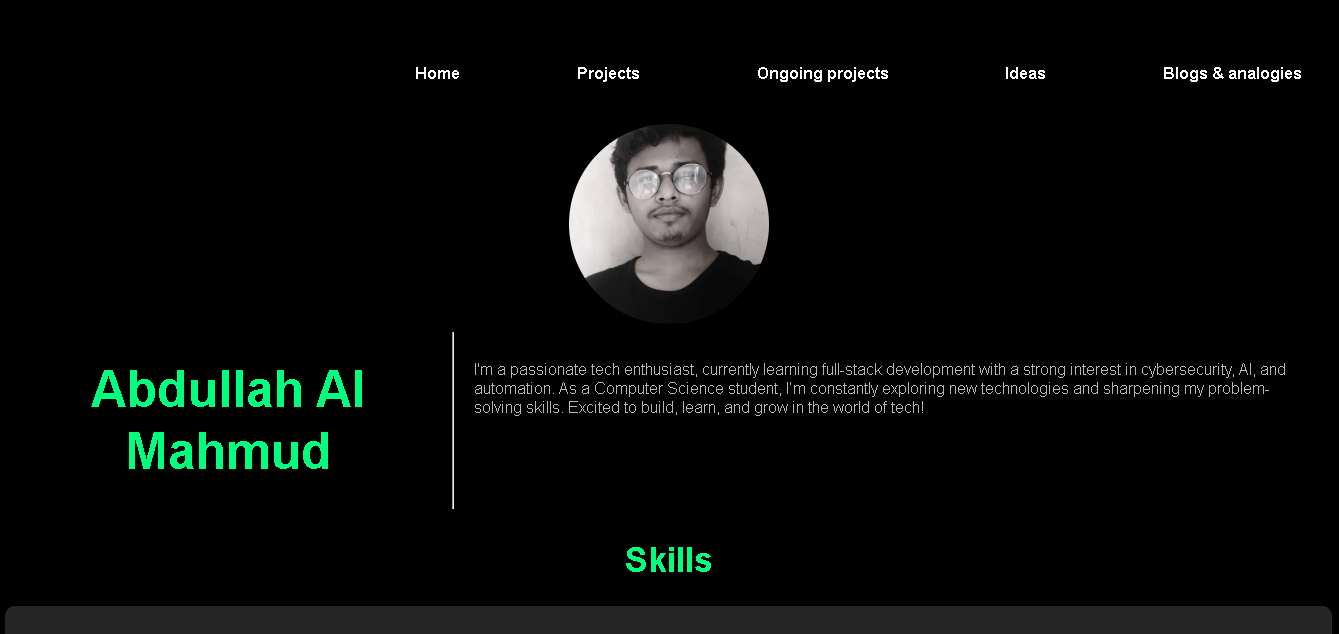 Home Projects Ongoing projects Ideas Blogs & analogies
Abdullah Al
Mahmud
I'm a passionate tech enthusiast, currently learning full-stack development with a strong interest in cybersecurity, AI, and
automation. As a Computer Science student, I'm constantly exploring new technologies and sharpening my problem-
solving skills. Excited to build, learn, and grow in the world of tech!
Skills